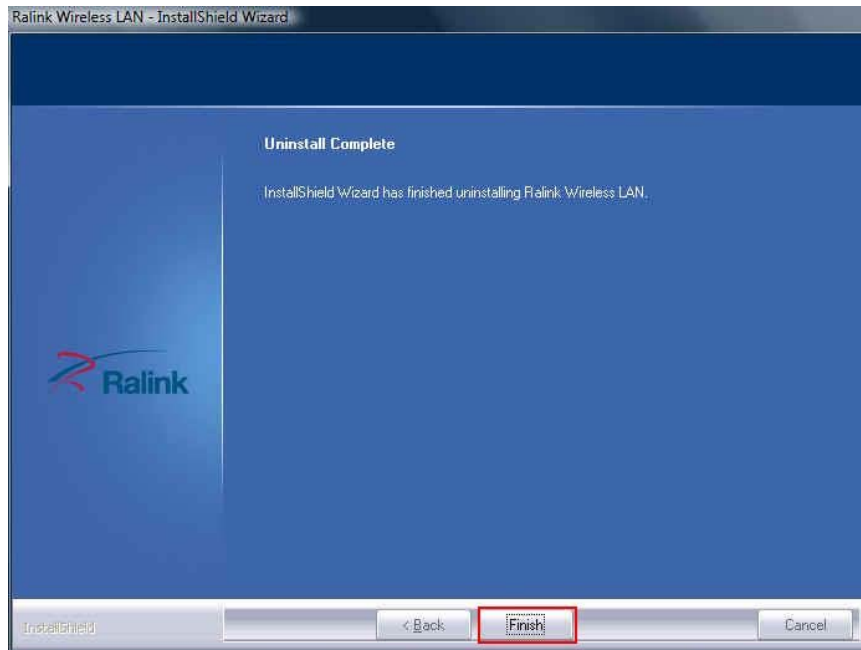 Ralink Wireless LAN - InstallShield Wizard
Uninstall Complete
InstallShield Wizard has finished uninstalling Ralink Wireless LAN.
Ralink
InstallShield
< Back
Finish
Cancel